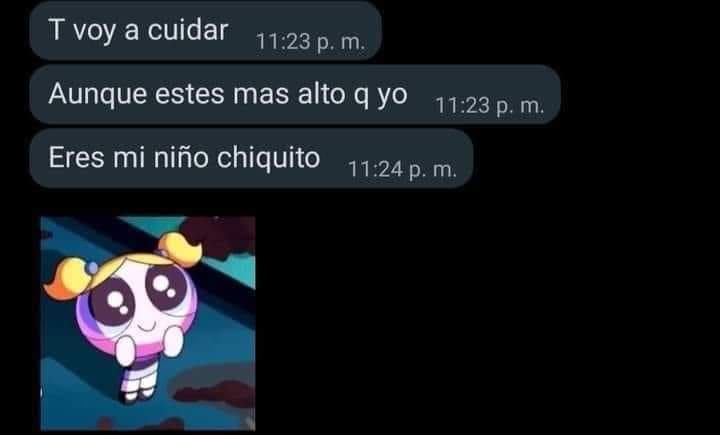 T voy a cuidar 11:23 p. m.
Aunque estes mas alto q yo 11:23 p. m.
Eres mi niño chiquito 11:24 p. m.